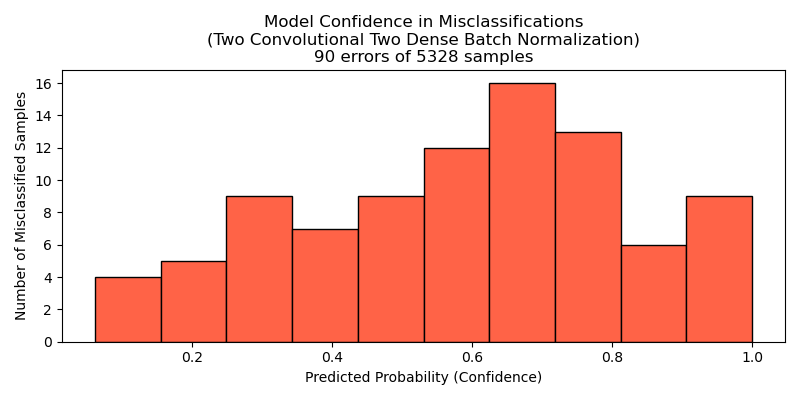 Model Confidence in Misclassifications
(Two Convolutional Two Dense Batch Normalization)
90 errors of 5328 samples
Number of Misclassified Samples
16
14
12
10
8
6
4
2
0
0.2 0.4 0.6 0.8 1.0
Predicted Probability (Confidence)